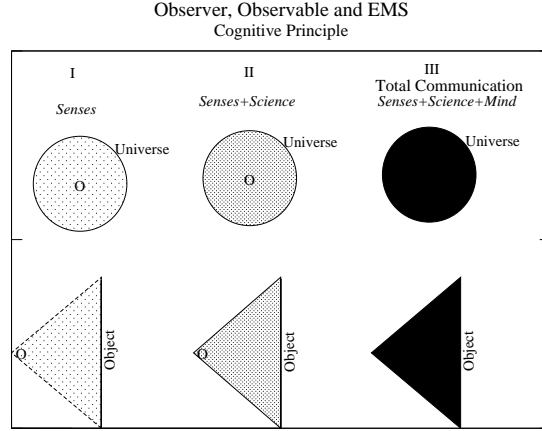 Observer, Observable and EMS
Cognitive Principle
I
II
III
Total Communication
Senses
Senses+Science
Senses+Science+Mind
Universe
Universe
Universe
O
O
Object
Object
Object
O
O